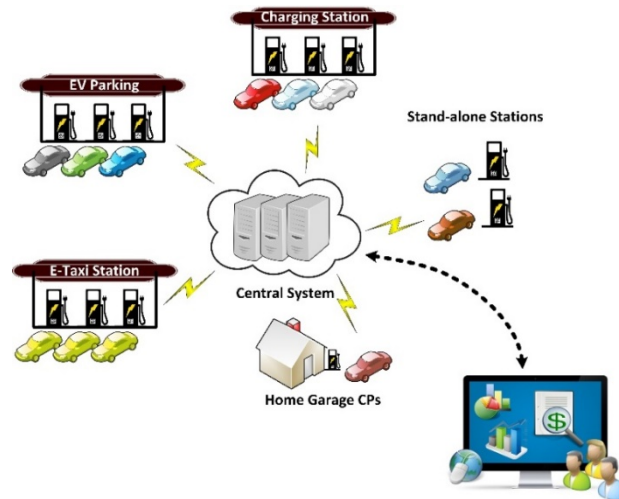 Charging Station
EV Parking
Stand-alone Stations
E-Taxi Station
Central System
Home Garage CPs
$